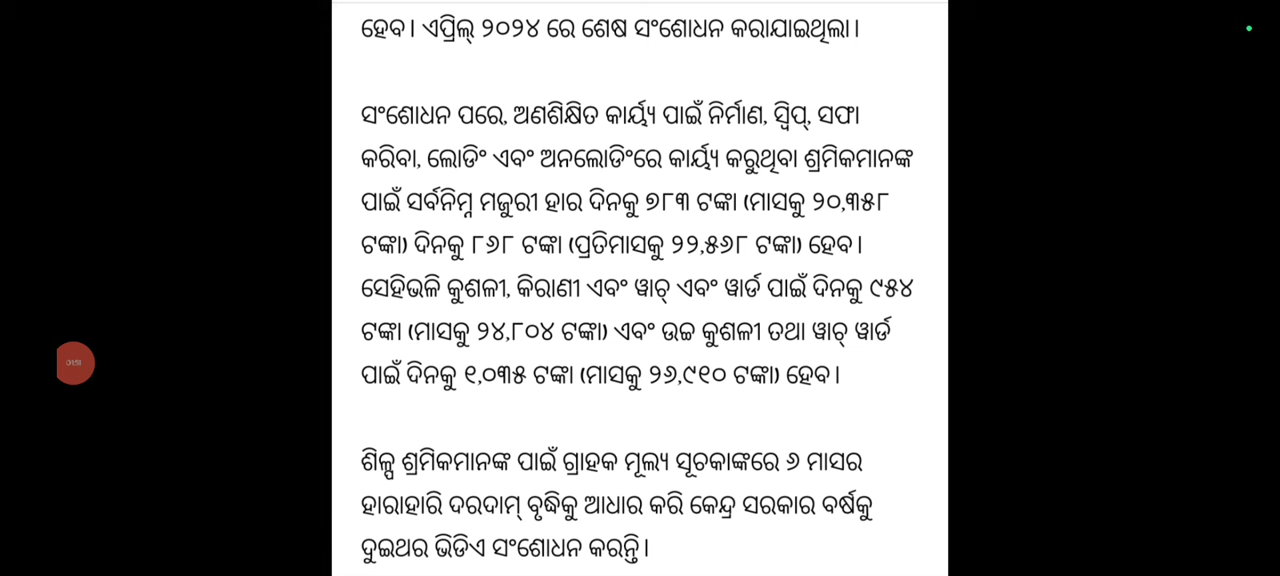 ହେବ। ଏପ୍ରିଲ୍ ୨୦୨୪ ରେ ଶେଷ ସଂଶୋଧନ କରାଯାଇଥିଲା।
ସଂଶୋଧନ ପରେ, ଅଣଶିକ୍ଷିତ କାର୍ଯ୍ୟ ପାଇଁ ନିର୍ମାଣ, ସ୍ୱିପ୍, ସଫା
କରିବା, ଲୋଡିଂ ଏବଂ ଅନଲୋଡିଂରେ କାର୍ଯ୍ୟ କରୁଥିବା ଶ୍ରମିକମାନଙ୍କ
ପାଇଁ ସର୍ବନିମ୍ନ ମଜୁରୀ ହାର ଦିନକୁ ୭୮୩ ଟଙ୍କା (ମାସକୁ ୨୦,୩୫୮
ଟଙ୍କା) ଦିନକୁ ୮୬୮ ଟଙ୍କା (ପ୍ରତିମାସକୁ ୨୨,୫୬୮ ଟଙ୍କା) ହେବ।
ସେହିଭଳି କୁଶଳୀ, କିରାଣୀ ଏବଂ ୱାଚ୍ ଏବଂ ୱାର୍ଡ ପାଇଁ ଦିନକୁ ୯୫୪
ଟଙ୍କା (ମାସକୁ ୨୪,୮୦୪ ଟଙ୍କା) ଏବଂ ଉଚ୍ଚ କୁଶଳୀ ତଥା ୱାଚ୍ ୱାର୍ଡ
ପାଇଁ ଦିନକୁ ୧,୦୩୫ ଟଙ୍କା (ମାସକୁ ୨୬,୯୧୦ ଟଙ୍କା) ହେବ।
ଶିଳ୍ପ ଶ୍ରମିକମାନଙ୍କ ପାଇଁ ଗ୍ରାହକ ମୂଲ୍ୟ ସୂଚକାଙ୍କରେ ୬ ମାସର
ହାରାହାରି ଦରଦାମ୍ ବୃଦ୍ଧିକୁ ଆଧାର କରି କେନ୍ଦ୍ର ସରକାର ବର୍ଷକୁ
ଦୁଇଥର ଭିଡିଏ ସଂଶୋଧନ କରନ୍ତି।